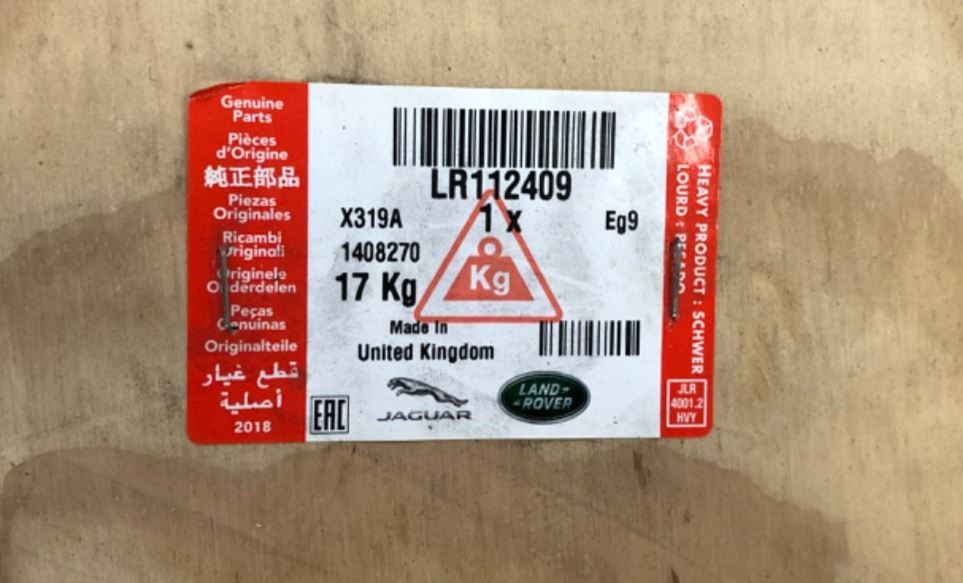 Genuine
Parts
Pièces
d'Origine
純正部品
Piezas
Originales
Ricambi
Originali
Originele
Onderdelen
Peças
Genuinas
Originalteile
قطع غيار
أصلية
2018
LR112409
X319A
1 x
Eg9
1408270
17 Kg
Kg
Made In
United Kingdom
EAC
JAGUAR
LAND-
-ROVER
HEAVY PRODUCT : SCHWER
LOURD : PESADO
JLR
4001.2
HVY